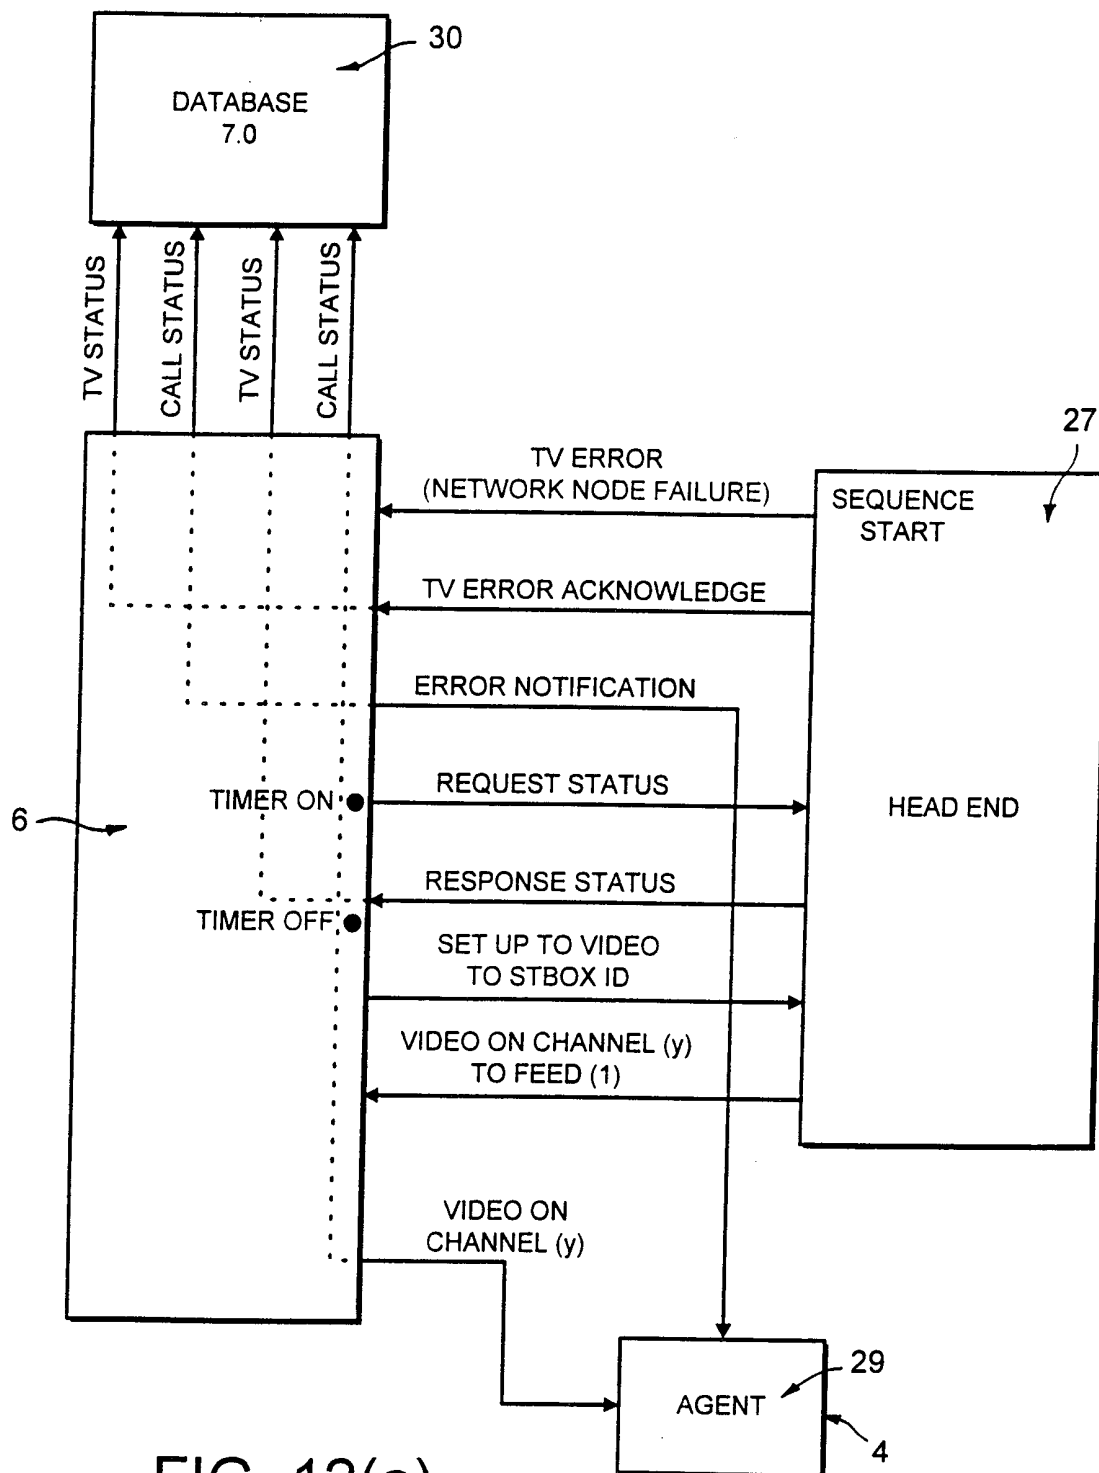 30
DATABASE
7.0
TV STATUS
CALL STATUS
TV STATUS
CALL STATUS
27
TV ERROR
(NETWORK NODE FAILURE)
SEQUENCE
START
TV ERROR ACKNOWLEDGE
ERROR NOTIFICATION
TIMER ON
REQUEST STATUS
HEAD END
6
RESPONSE STATUS
TIMER OFF
SET UP TO VIDEO
TO STBOX ID
VIDEO ON CHANNEL (y)
TO FEED (1)
VIDEO ON
CHANNEL (y)
29
AGENT
4